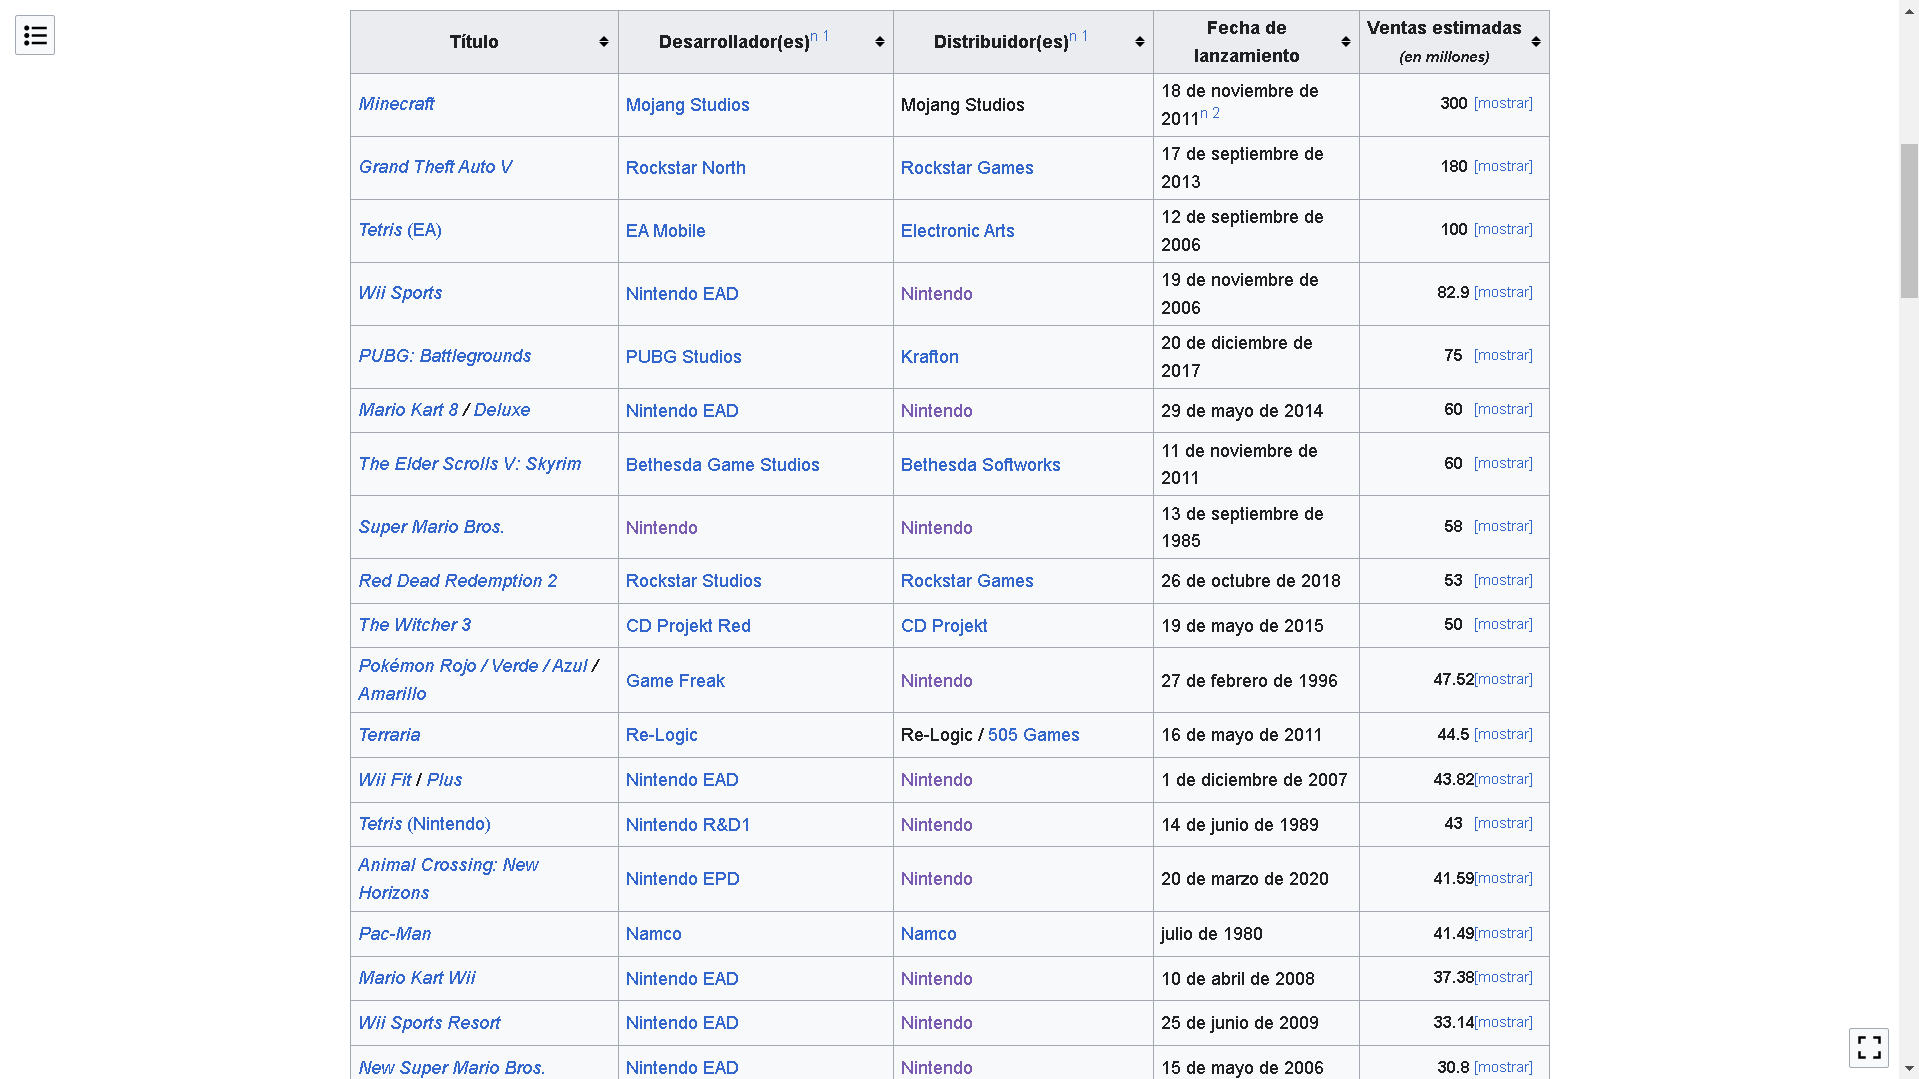 Título Desarrollador(es)n 1 Distribuidor(es)n 1 Fecha de lanzamiento Ventas estimadas (en millones)
Minecraft Mojang Studios Mojang Studios 18 de noviembre de 2011n 2 300 [mostrar]
Grand Theft Auto V Rockstar North Rockstar Games 17 de septiembre de 2013 180 [mostrar]
Tetris (EA) EA Mobile Electronic Arts 12 de septiembre de 2006 100 [mostrar]
Wii Sports Nintendo EAD Nintendo 19 de noviembre de 2006 82.9 [mostrar]
PUBG: Battlegrounds PUBG Studios Krafton 20 de diciembre de 2017 75 [mostrar]
Mario Kart 8 / Deluxe Nintendo EAD Nintendo 29 de mayo de 2014 60 [mostrar]
The Elder Scrolls V: Skyrim Bethesda Game Studios Bethesda Softworks 11 de noviembre de 2011 60 [mostrar]
Super Mario Bros. Nintendo Nintendo 13 de septiembre de 1985 58 [mostrar]
Red Dead Redemption 2 Rockstar Studios Rockstar Games 26 de octubre de 2018 53 [mostrar]
The Witcher 3 CD Projekt Red CD Projekt 19 de mayo de 2015 50 [mostrar]
Pokémon Rojo / Verde / Azul / Amarillo Game Freak Nintendo 27 de febrero de 1996 47.52[mostrar]
Terraria Re-Logic Re-Logic / 505 Games 16 de mayo de 2011 44.5 [mostrar]
Wii Fit / Plus Nintendo EAD Nintendo 1 de diciembre de 2007 43.82[mostrar]
Tetris (Nintendo) Nintendo R&D1 Nintendo 14 de junio de 1989 43 [mostrar]
Animal Crossing: New Horizons Nintendo EPD Nintendo 20 de marzo de 2020 41.59[mostrar]
Pac-Man Namco Namco julio de 1980 41.49[mostrar]
Mario Kart Wii Nintendo EAD Nintendo 10 de abril de 2008 37.38[mostrar]
Wii Sports Resort Nintendo EAD Nintendo 25 de junio de 2009 33.14[mostrar]
New Super Mario Bros. Nintendo EAD Nintendo 15 de mayo de 2006 30.8 [mostrar]